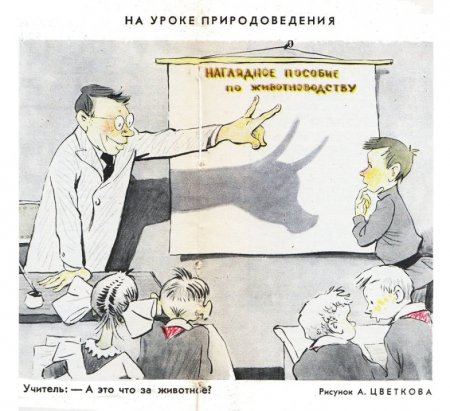 НА УРОКЕ ПРИРОДОВЕДЕНИЯ
НАГЛЯДНОЕ ПОСОБИЕ
ПО ЖИВОТНОВОДСТВУ
Учитель: — А это что за животное?
Рисунок А. ЦВЕТКОВА